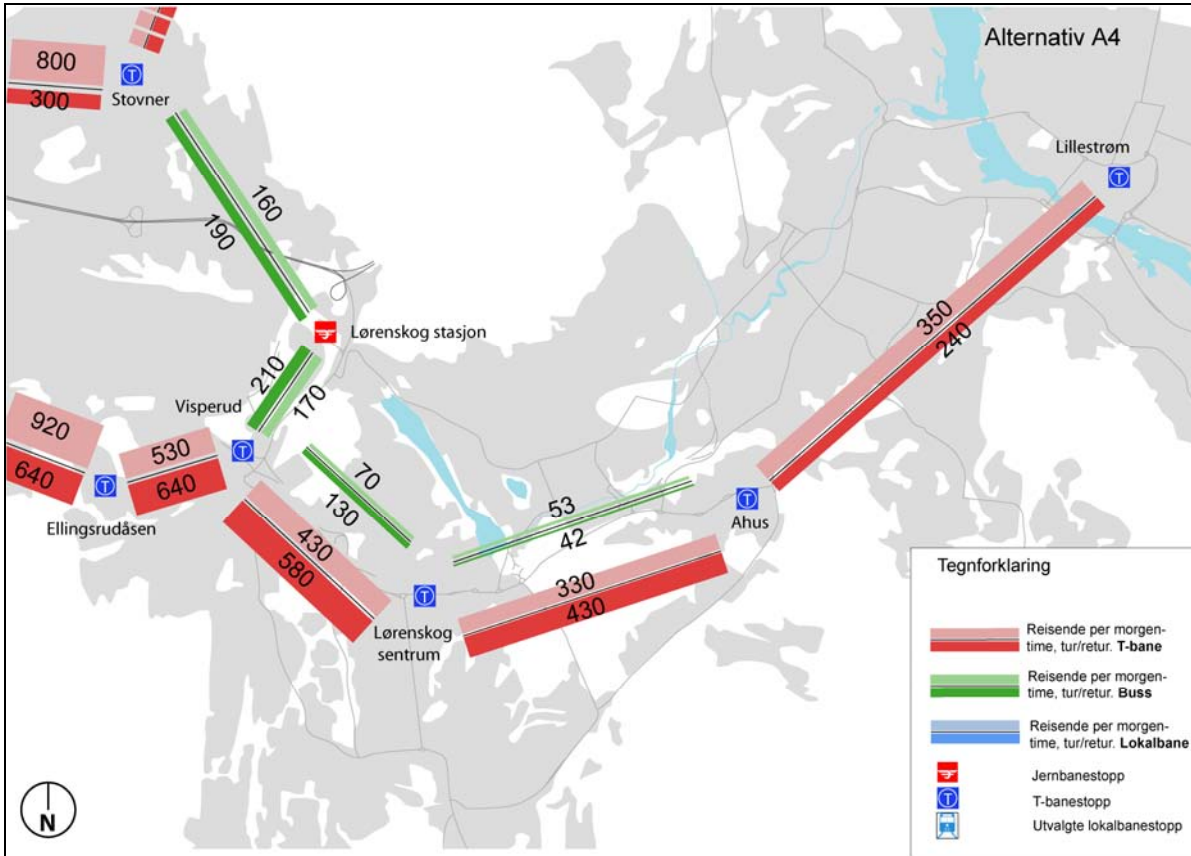 Alternativ A4
800
300
Stovner
Lillestrøm
160
190
350
240
Lørenskog stasjon
210
170
Visperud
920
640
530
640
Ellingsrudåsen
70
130
53
42
Ahus
430
580
330
430
Lørenskog
sentrum
Tegnforklaring
Reisende per morgen-
time, tur/retur. T-bane
Reisende per morgen-
time, tur/retur. Buss
Reisende per morgen-
time, tur/retur. Lokalbane
Jernbanestopp
T-banestopp
Utvalgte lokalbanestopp
T
T
T
T
T
T
T
N